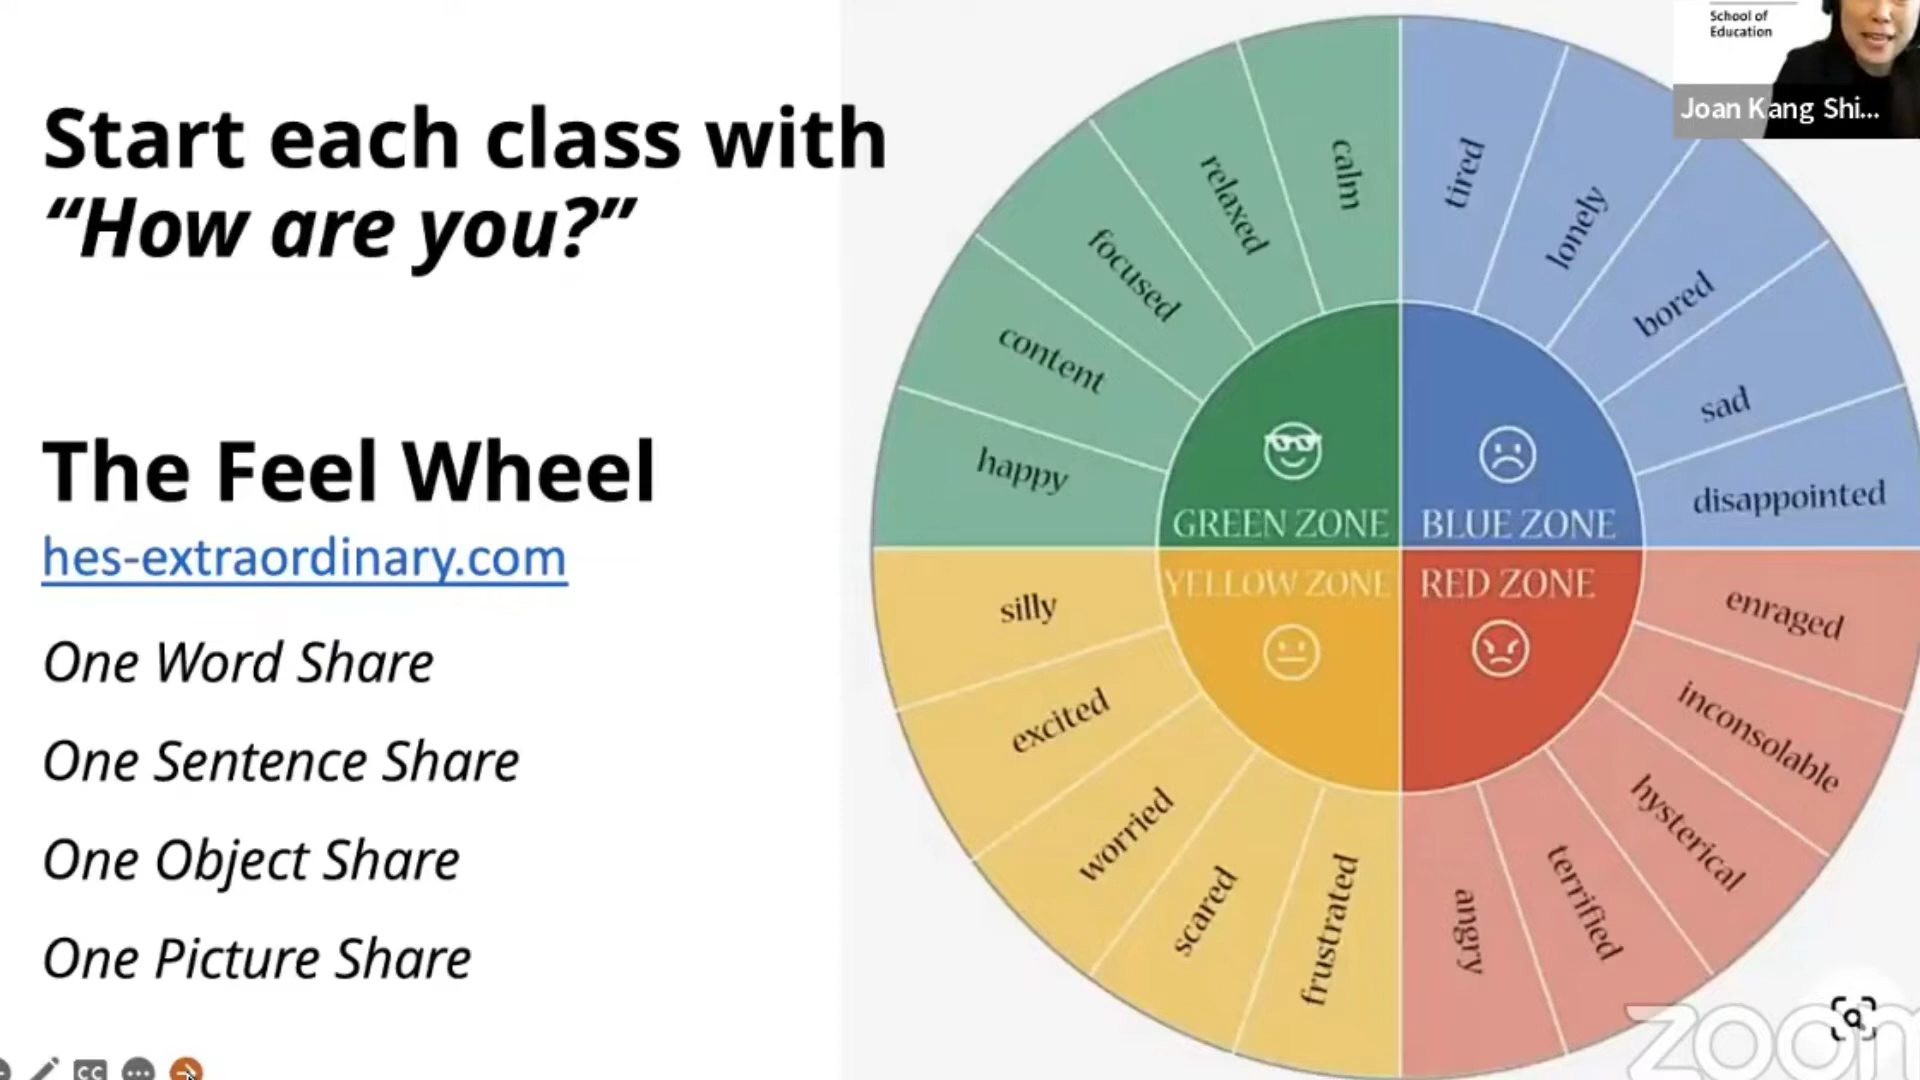 Start each class with
“How are you?”
The Feel Wheel
hes-extraordinary.com
One Word Share
One Sentence Share
One Object Share
One Picture Share
calm
relaxed
focused
content
happy
tired
lonely
bored
sad
disappointed
GREEN ZONE
BLUE ZONE
YELLOW ZONE
RED ZONE
silly
excited
worried
scared
frustrated
enraged
inconsolable
hysterical
terrified
angry
School of
Education
Joan Kang Shi...
zoom
CC